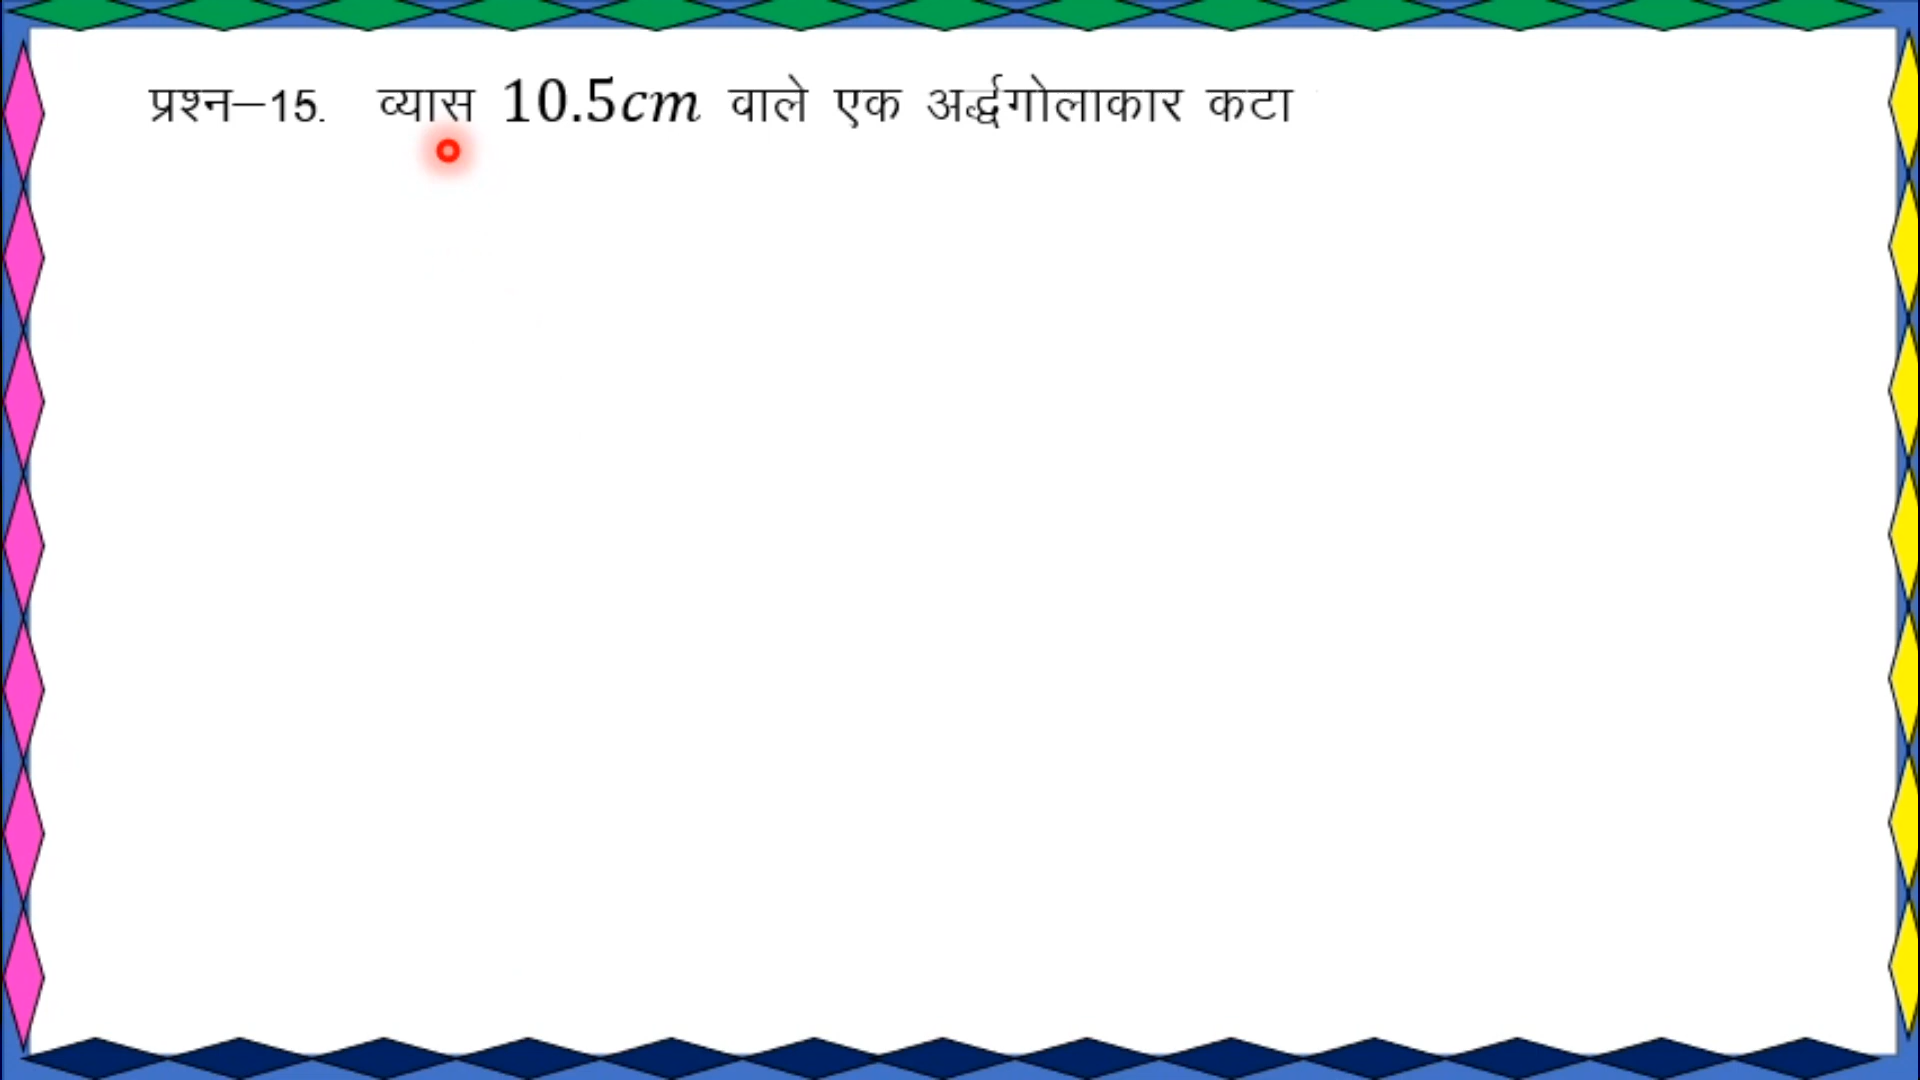 प्रश्न–15. व्यास 10.5cm वाले एक अर्द्धगोलाकार कटा